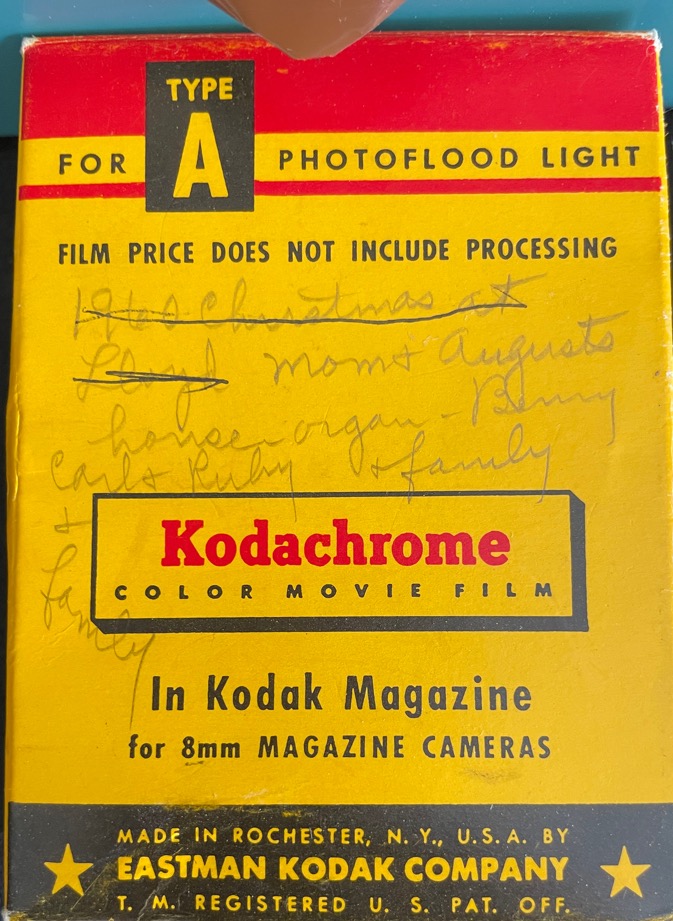 TYPE
A
FOR PHOTOFLOOD LIGHT
FILM PRICE DOES NOT INCLUDE PROCESSING
1960 Christmas at
Lloyd Mom + Augusts
house organ - Benny
Carl + Ruby + family
+
family
Kodachrome
COLOR MOVIE FILM
In Kodak Magazine
for 8mm MAGAZINE CAMERAS
MADE IN ROCHESTER, N. Y., U.S.A. BY
EASTMAN KODAK COMPANY
T. M. REGISTERED U. S. PAT. OFF.